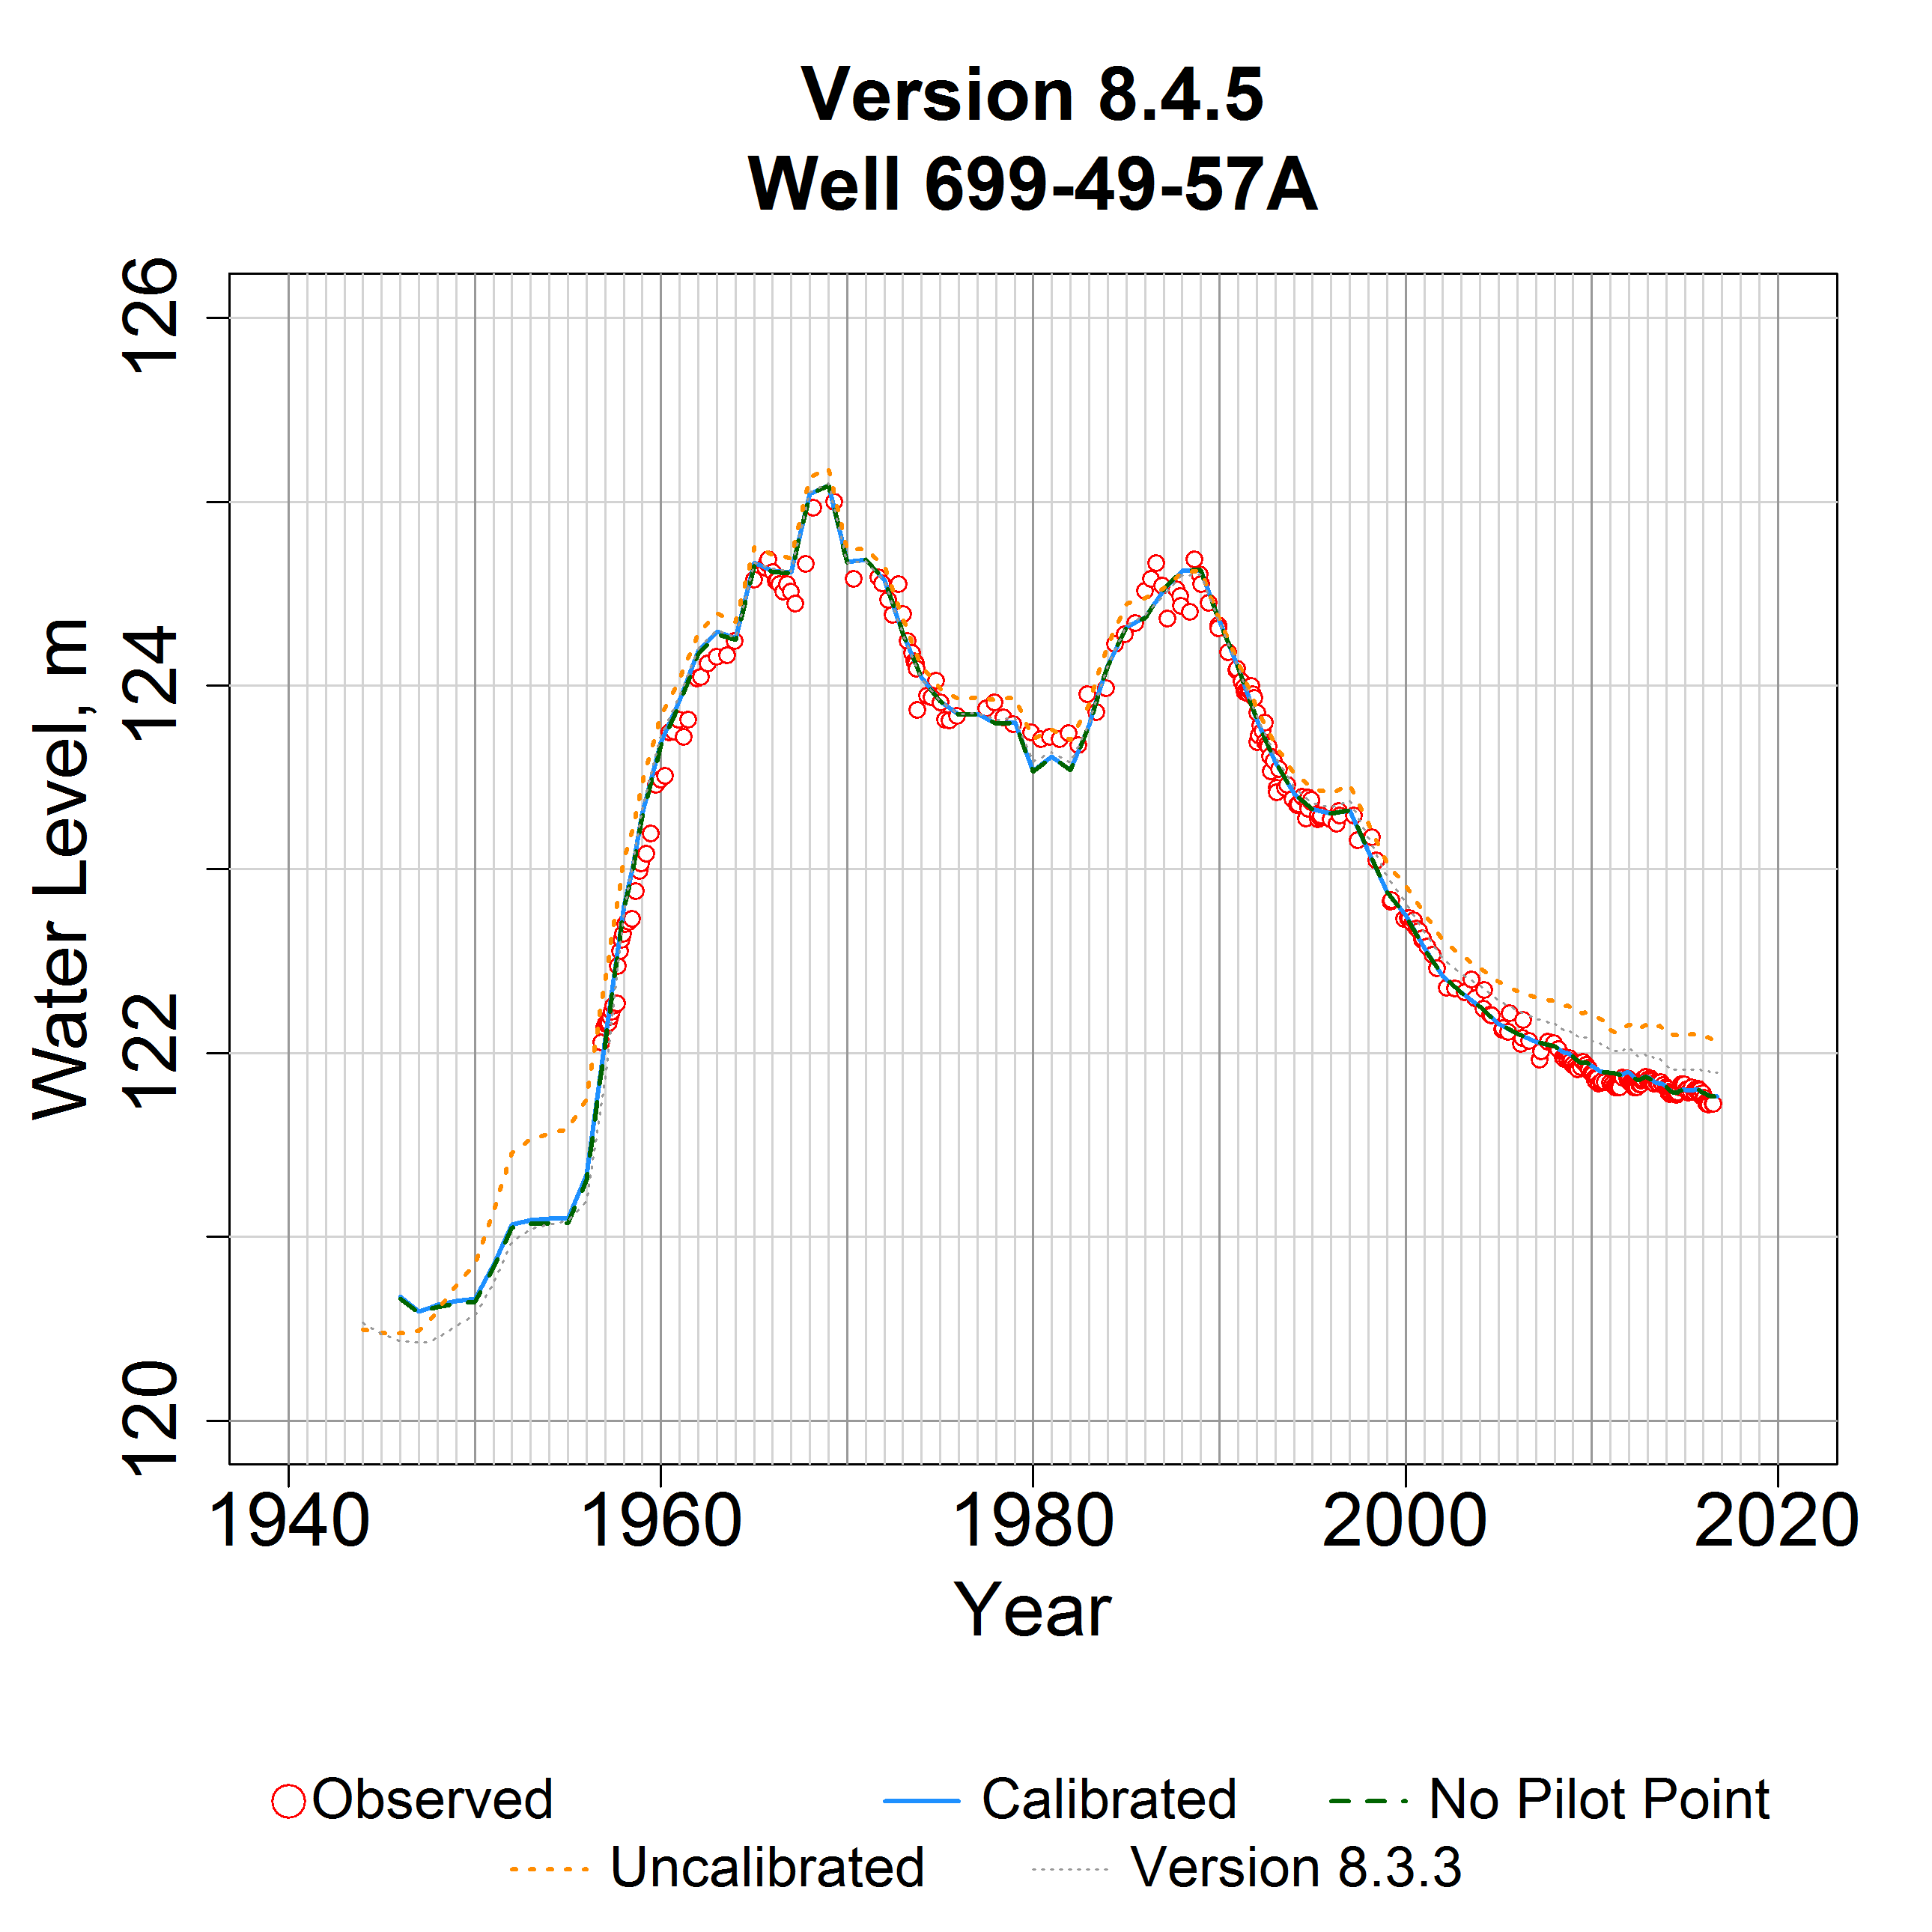 Version 8.4.5
Well 699-49-57A
126
124
122
120
Water Level, m
1940 1960 1980 2000 2020
Year
Observed Calibrated No Pilot Point
Uncalibrated Version 8.3.3